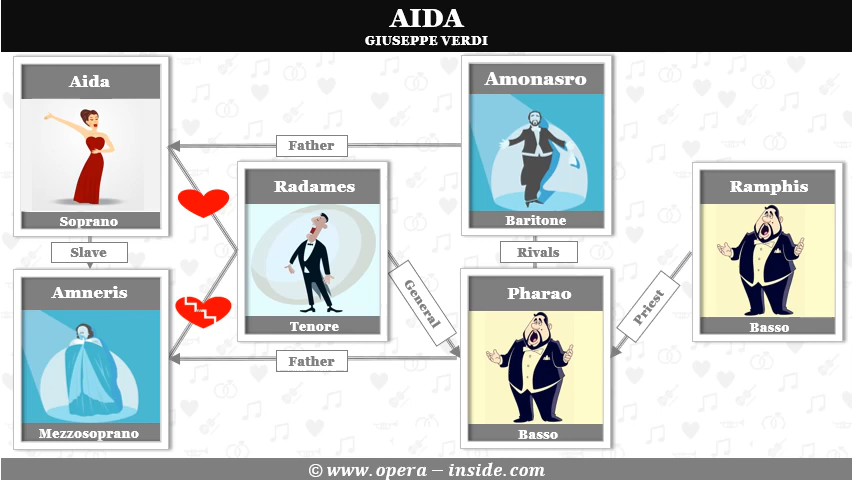 AIDA
GIUSEPPE VERDI
Aida
Soprano
Amonasro
Baritone
Father
Radames
Tenore
Ramphis
Basso
Slave
Rivals
Amneris
Mezzosoprano
General
Pharao
Basso
Priest
Father
© www.opera – inside.com